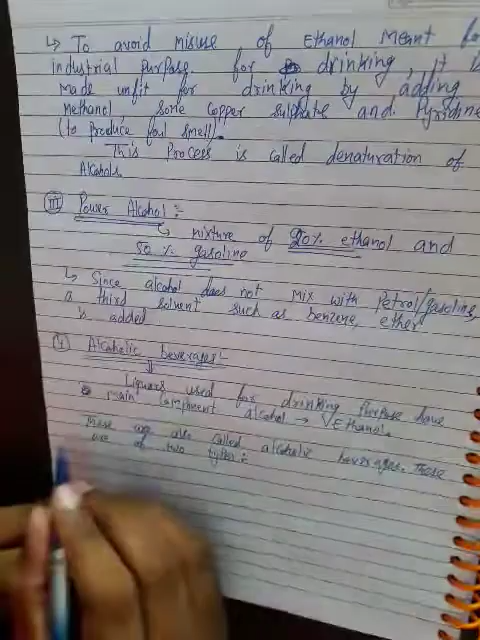 ↳ To avoid misuse of Ethanol Meant fo
industrial purpose for drinking, it is
made unfit for drinking by adding
Methanol some copper sulphate and Pyridine
(to produce foul smell).
This Process is called denaturation of
Alcohols
(III) Power Alcohol:
↳ mixture of 20% ethanol and
80 % gasoline
↳ Since alcohol does not mix with Petrol/gasoline,
a third solvent such as benzene, ether
is added
Alcoholic beverages:-
Liquors used for drinking Purpose have
main component alcohol → Ethanol.
These are also called alcoholic beverages. These
are of two types: